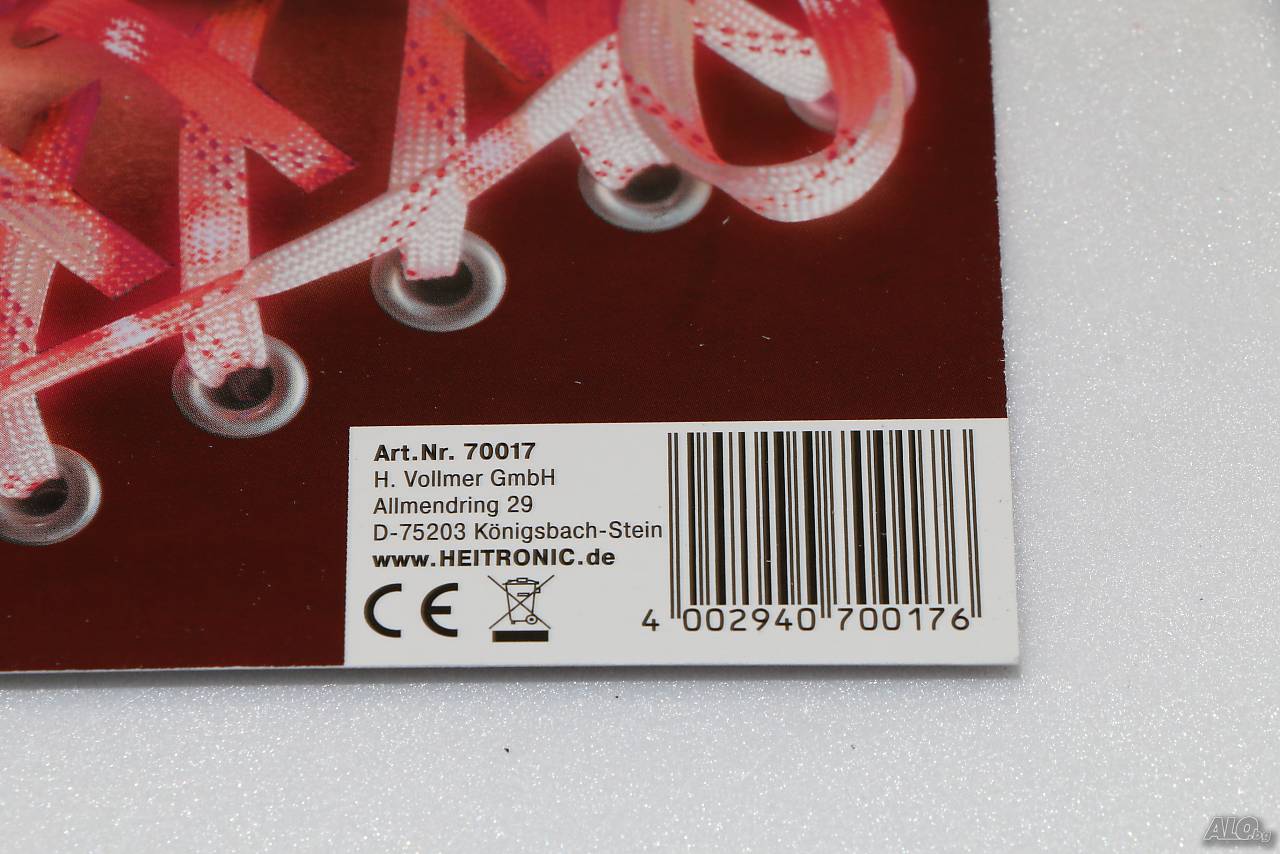 Art.Nr. 70017
H. Vollmer GmbH
Allmendring 29
D-75203 Königsbach-Stein
www.HEITRONIC.de
CE
4 002940 700176
ALO.bg